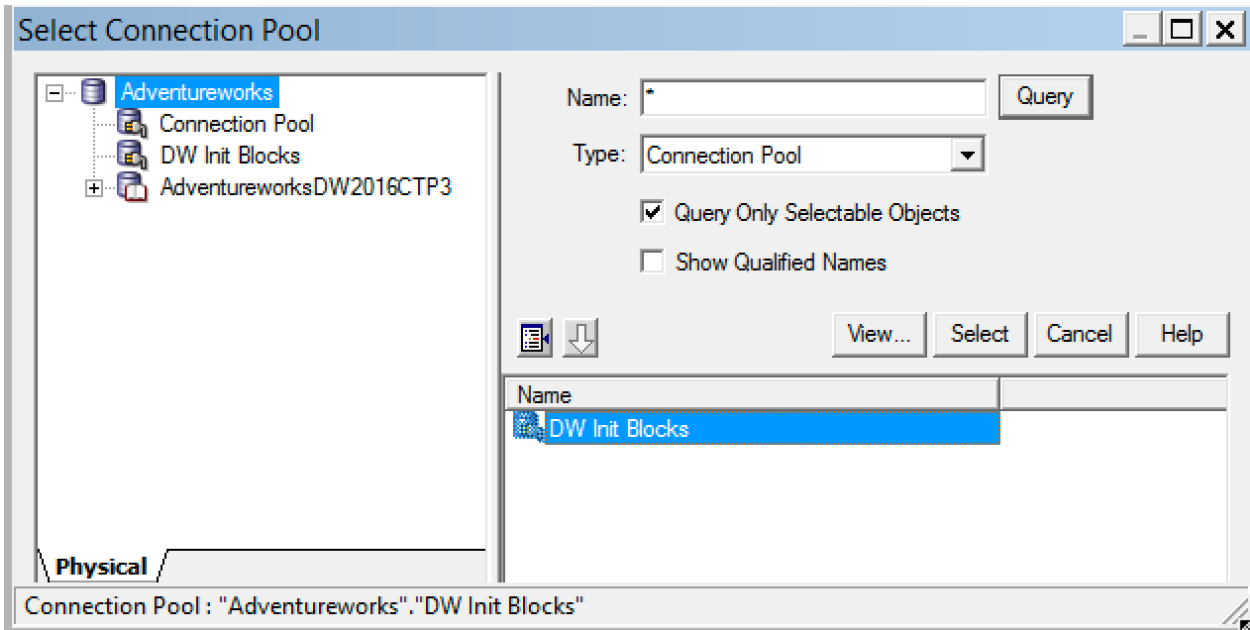 Select Connection Pool
Adventureworks
Connection Pool
DW Init Blocks
AdventureworksDW2016CTP3
Physical
Name: * Query
Type: Connection Pool
Query Only Selectable Objects
Show Qualified Names
View... Select Cancel Help
Name
DW Init Blocks
Connection Pool : "Adventureworks"."DW Init Blocks"